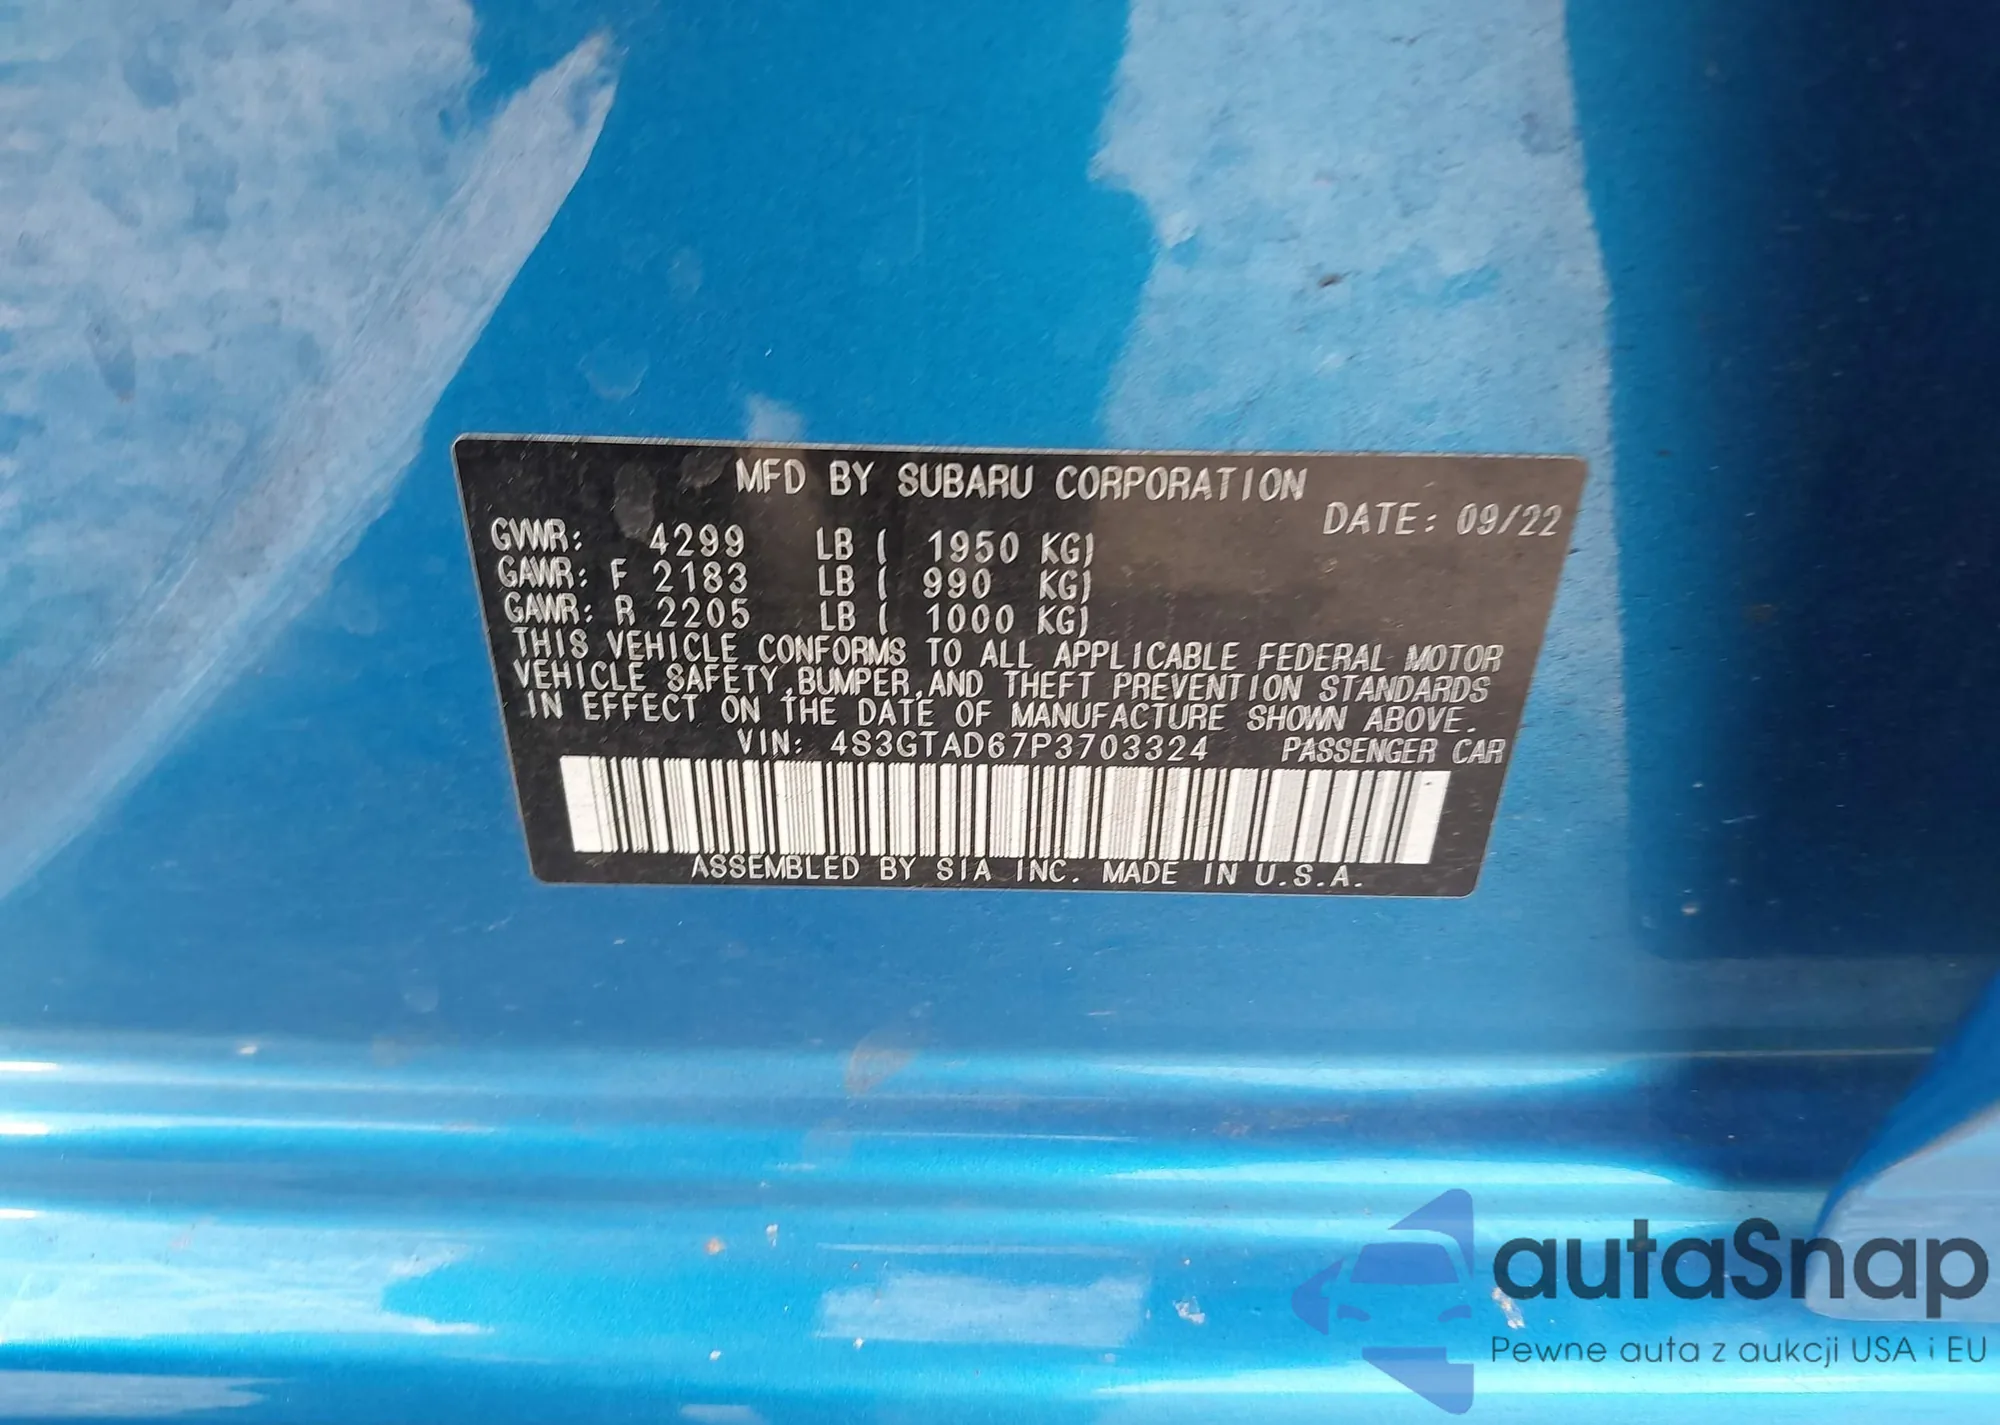 MFD BY SUBARU CORPORATION
DATE: 09/22
GVWR: 4299 LB ( 1950 KG)
GAWR: F 2183 LB ( 990 KG)
GAWR: R 2205 LB ( 1000 KG)
THIS VEHICLE CONFORMS TO ALL APPLICABLE FEDERAL MOTOR
VEHICLE SAFETY,BUMPER,AND THEFT PREVENTION STANDARDS
IN EFFECT ON THE DATE OF MANUFACTURE SHOWN ABOVE.
VIN: 4S3GTAD67P3703324 PASSENGER CAR
ASSEMBLED BY SIA INC. MADE IN U.S.A.
autaSnap
Pewne auta z aukcji USA i EU